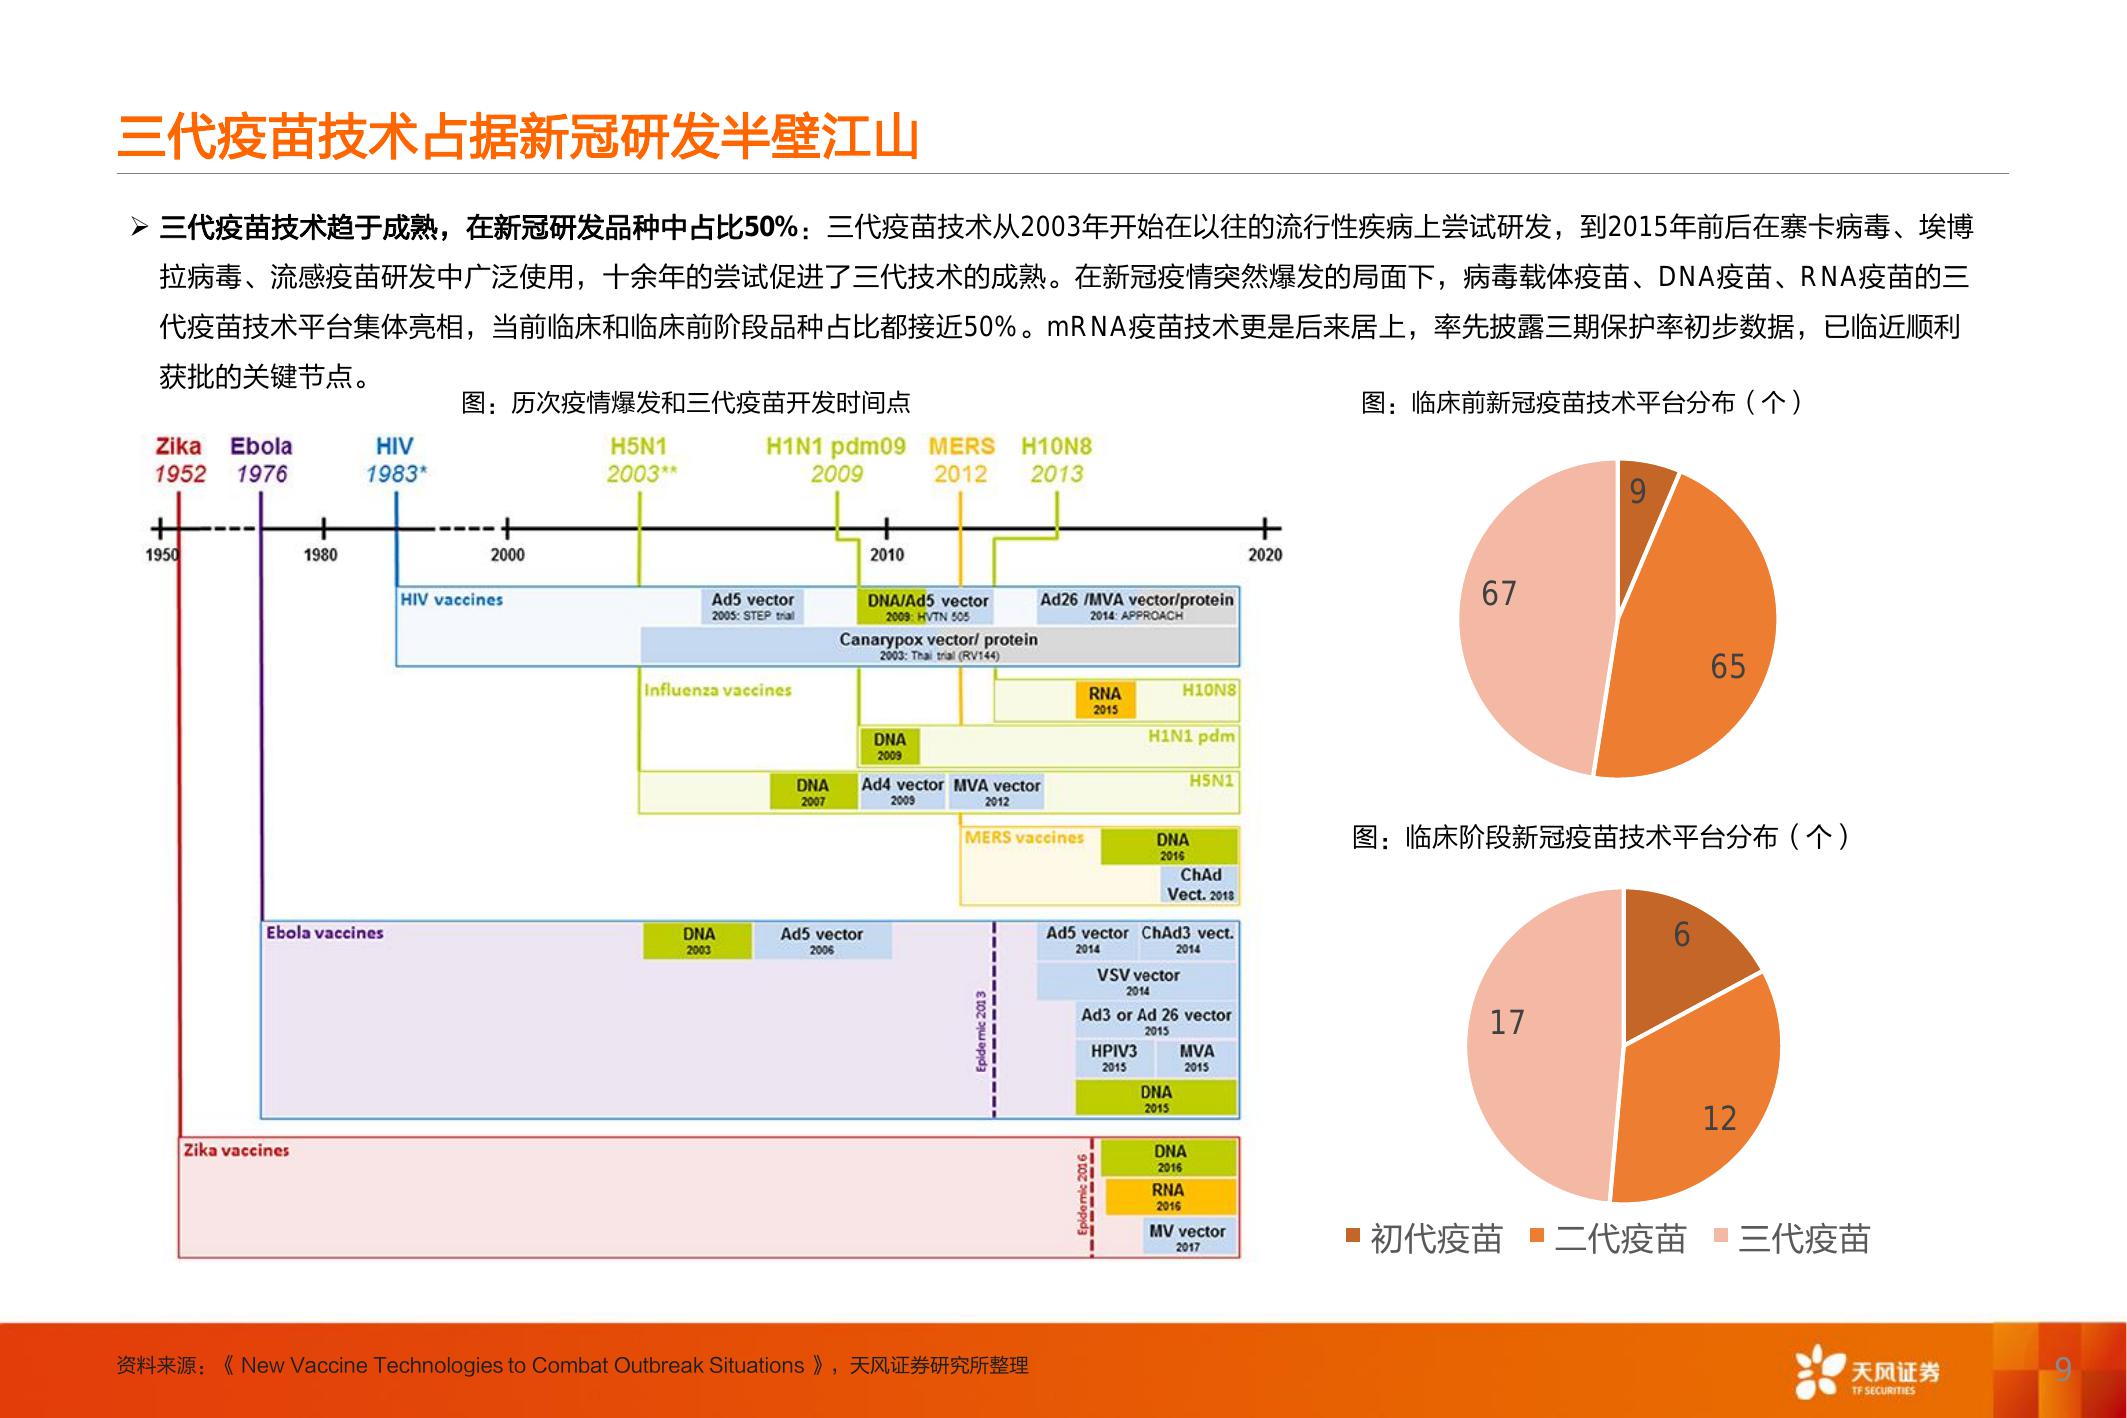 三代疫苗技术占据新冠研发半壁江山
➢ 三代疫苗技术趋于成熟，在新冠研发品种中占比50%：三代疫苗技术从2003年开始在以往的流行性疾病上尝试研发，到2015年前后在寨卡病毒、埃博
拉病毒、流感疫苗研发中广泛使用，十余年的尝试促进了三代技术的成熟。在新冠疫情突然爆发的局面下，病毒载体疫苗、DNA疫苗、RNA疫苗的三
代疫苗技术平台集体亮相，当前临床和临床前阶段品种占比都接近50%。mRNA疫苗技术更是后来居上，率先披露三期保护率初步数据，已临近顺利
获批的关键节点。
图：历次疫情爆发和三代疫苗开发时间点
Zika Ebola HIV H5N1 H1N1 pdm09 MERS H10N8
1952 1976 1983* 2003** 2009 2012 2013
1950 1980 2000 2010 2020
HIV vaccines Ad5 vector DNA/Ad5 vector Ad26 /MVA vector/protein
2005: STEP trial 2009: HVTN 505 2014: APPROACH
Canarypox vector/ protein
2003: Thai trial (RV144)
Influenza vaccines RNA H10N8
2015
DNA H1N1 pdm
2009
DNA Ad4 vector MVA vector H5N1
2007 2009 2012
MERS vaccines DNA
2016
ChAd
Vect. 2018
Ebola vaccines DNA Ad5 vector Ad5 vector ChAd3 vect.
2003 2006 2014 2014
VSV vector
2014
Epidemic 2013
Ad3 or Ad 26 vector
2015
HPIV3 MVA
2015 2015
DNA
2015
Zika vaccines DNA
2016
Epidemic 2016
RNA
2016
MV vector
2017
图：临床前新冠疫苗技术平台分布（个）
9
67
65
图：临床阶段新冠疫苗技术平台分布（个）
6
17
12
初代疫苗 二代疫苗 三代疫苗
资料来源：《 New Vaccine Technologies to Combat Outbreak Situations 》，天风证券研究所整理
天风证券
TF SECURITIES
9